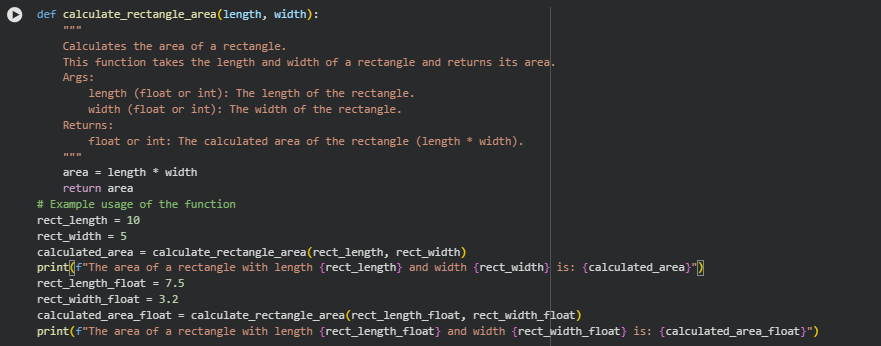 def calculate_rectangle_area(length, width):
    """
    Calculates the area of a rectangle.
    This function takes the length and width of a rectangle and returns its area.
    Args:
        length (float or int): The length of the rectangle.
        width (float or int): The width of the rectangle.
    Returns:
        float or int: The calculated area of the rectangle (length * width).
    """
    area = length * width
    return area
# Example usage of the function
rect_length = 10
rect_width = 5
calculated_area = calculate_rectangle_area(rect_length, rect_width)
print(f"The area of a rectangle with length {rect_length} and width {rect_width} is: {calculated_area}")
rect_length_float = 7.5
rect_width_float = 3.2
calculated_area_float = calculate_rectangle_area(rect_length_float, rect_width_float)
print(f"The area of a rectangle with length {rect_length_float} and width {rect_width_float} is: {calculated_area_float}")